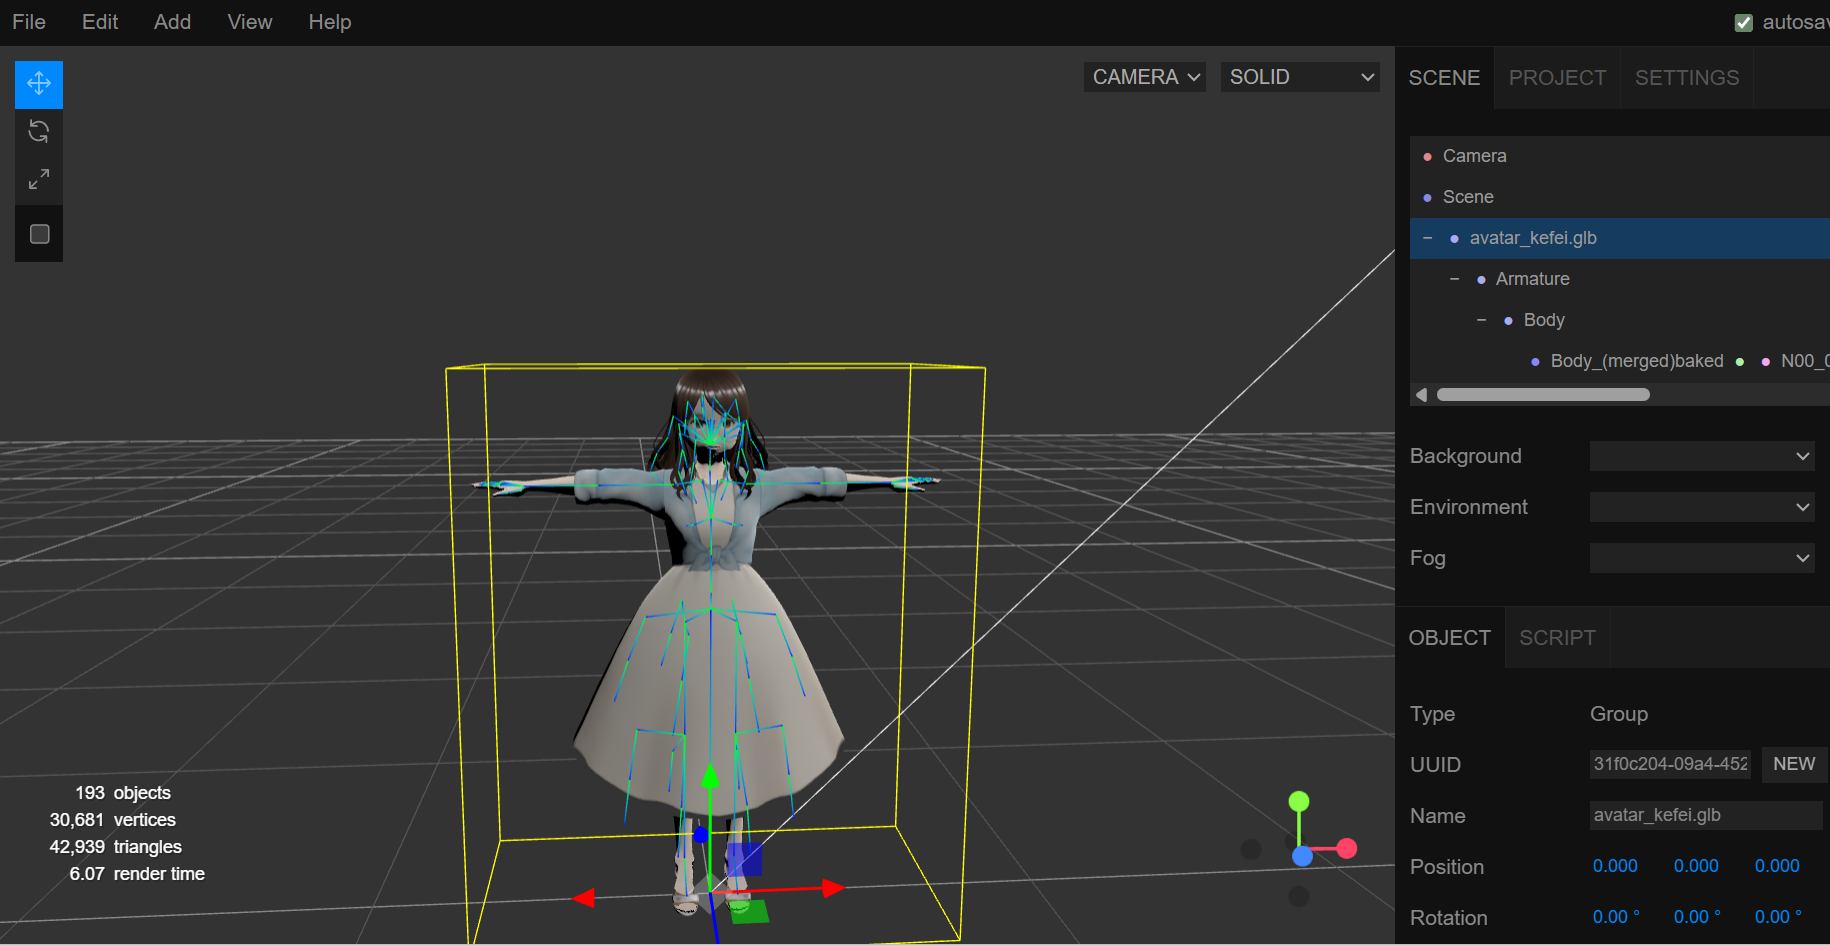 File Edit Add View Help autosav
CAMERA SOLID
SCENE PROJECT SETTINGS
Camera
Scene
avatar_kefei.glb
Armature
Body
Body_(merged)baked N00_0
Background
Environment
Fog
OBJECT SCRIPT
Type Group
UUID 31f0c204-09a4-452 NEW
Name avatar_kefei.glb
Position 0.000 0.000 0.000
Rotation 0.00 ° 0.00 ° 0.00 °
193 objects
30,681 vertices
42,939 triangles
6.07 render time